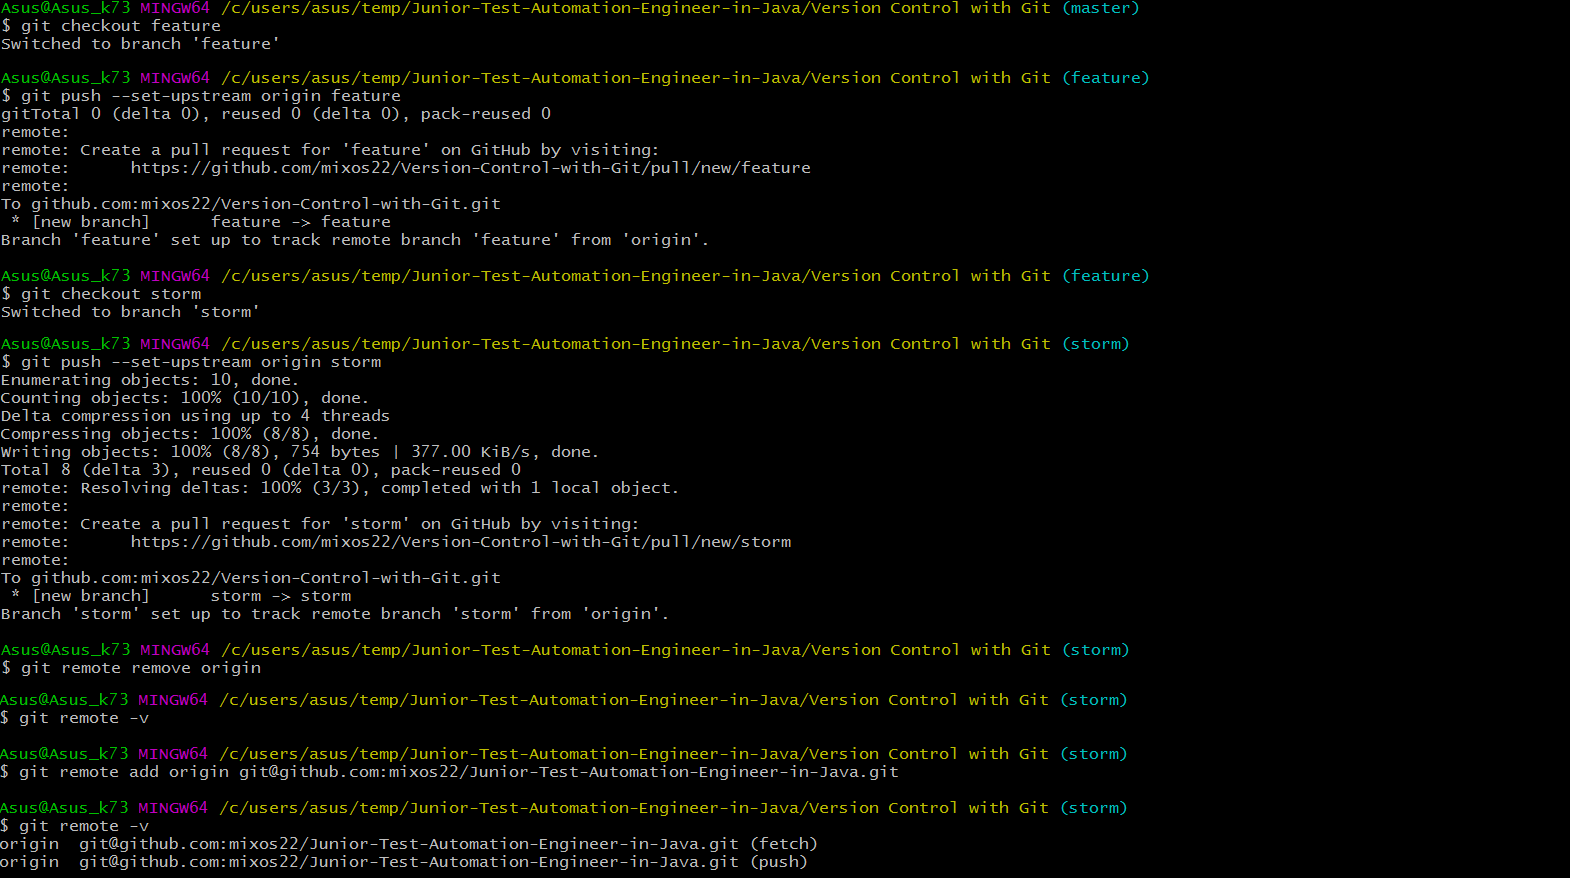 Asus@Asus_k73 MINGW64 /c/users/asus/temp/Junior-Test-Automation-Engineer-in-Java/Version Control with Git (master)
$ git checkout feature
Switched to branch 'feature'
Asus@Asus_k73 MINGW64 /c/users/asus/temp/Junior-Test-Automation-Engineer-in-Java/Version Control with Git (feature)
$ git push --set-upstream origin feature
gitTotal 0 (delta 0), reused 0 (delta 0), pack-reused 0
remote:
remote: Create a pull request for 'feature' on GitHub by visiting:
remote:      https://github.com/mixos22/Version-Control-with-Git/pull/new/feature
remote:
To github.com:mixos22/Version-Control-with-Git.git
 * [new branch]      feature -> feature
Branch 'feature' set up to track remote branch 'feature' from 'origin'.
Asus@Asus_k73 MINGW64 /c/users/asus/temp/Junior-Test-Automation-Engineer-in-Java/Version Control with Git (feature)
$ git checkout storm
Switched to branch 'storm'
Asus@Asus_k73 MINGW64 /c/users/asus/temp/Junior-Test-Automation-Engineer-in-Java/Version Control with Git (storm)
$ git push --set-upstream origin storm
Enumerating objects: 10, done.
Counting objects: 100% (10/10), done.
Delta compression using up to 4 threads
Compressing objects: 100% (8/8), done.
Writing objects: 100% (8/8), 754 bytes | 377.00 KiB/s, done.
Total 8 (delta 3), reused 0 (delta 0), pack-reused 0
remote: Resolving deltas: 100% (3/3), completed with 1 local object.
remote:
remote: Create a pull request for 'storm' on GitHub by visiting:
remote:      https://github.com/mixos22/Version-Control-with-Git/pull/new/storm
remote:
To github.com:mixos22/Version-Control-with-Git.git
 * [new branch]      storm -> storm
Branch 'storm' set up to track remote branch 'storm' from 'origin'.
Asus@Asus_k73 MINGW64 /c/users/asus/temp/Junior-Test-Automation-Engineer-in-Java/Version Control with Git (storm)
$ git remote remove origin
Asus@Asus_k73 MINGW64 /c/users/asus/temp/Junior-Test-Automation-Engineer-in-Java/Version Control with Git (storm)
$ git remote -v
Asus@Asus_k73 MINGW64 /c/users/asus/temp/Junior-Test-Automation-Engineer-in-Java/Version Control with Git (storm)
$ git remote add origin git@github.com:mixos22/Junior-Test-Automation-Engineer-in-Java.git
Asus@Asus_k73 MINGW64 /c/users/asus/temp/Junior-Test-Automation-Engineer-in-Java/Version Control with Git (storm)
$ git remote -v
origin  git@github.com:mixos22/Junior-Test-Automation-Engineer-in-Java.git (fetch)
origin  git@github.com:mixos22/Junior-Test-Automation-Engineer-in-Java.git (push)